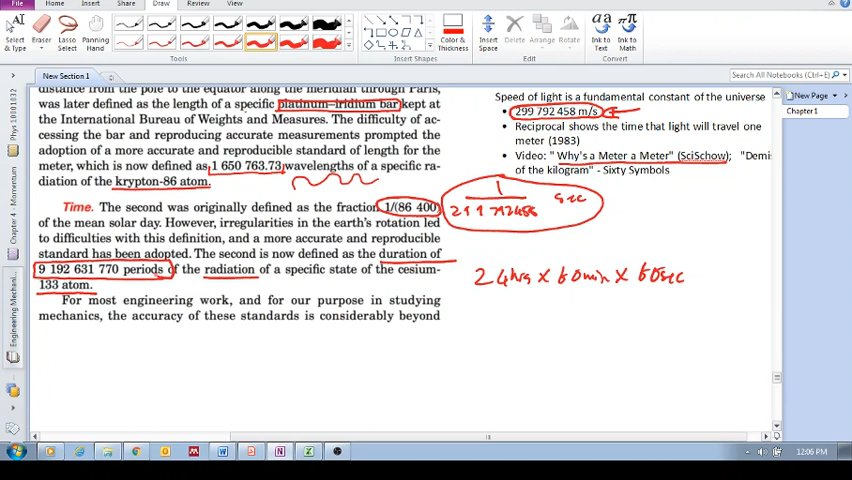 File
Home
Insert
Share
Draw
View
Select & Type
Eraser
Lasso Select
Panning Hand
Color & Thickness
Insert Space
Delete
Arrange
Rotate
Ink to Text
Ink to Math
Tools
Insert Shapes
Edit
Convert
New Section 1
Search All Notebooks (Ctrl+E)
New Page
Chapter 1
Phys 10001032
Chapter 4 - Momentum
Engineering Mechani
distance from the pole to the equator along the meridian through Paris,
was later defined as the length of a specific platinum–iridium bar kept at
the International Bureau of Weights and Measures. The difficulty of ac-
cessing the bar and reproducing accurate measurements prompted the
adoption of a more accurate and reproducible standard of length for the
meter, which is now defined as 1 650 763.73 wavelengths of a specific ra-
diation of the krypton-86 atom.
Time. The second was originally defined as the fraction 1/(86 400)
of the mean solar day. However, irregularities in the earth's rotation led
to difficulties with this definition, and a more accurate and reproducible
standard has been adopted. The second is now defined as the duration of
9 192 631 770 periods of the radiation of a specific state of the cesium-
133 atom.
For most engineering work, and for our purpose in studying
mechanics, the accuracy of these standards is considerably beyond
Speed of light is a fundamental constant of the universe
• 299 792 458 m/s
• Reciprocal shows the time that light will travel one
meter (1983)
• Video: " Why's a Meter a Meter" (SciSchow); "Demis
of the kilogram" - Sixty Symbols
1
299 792458 sec
24hrs x 60min x 60sec
12:06 PM